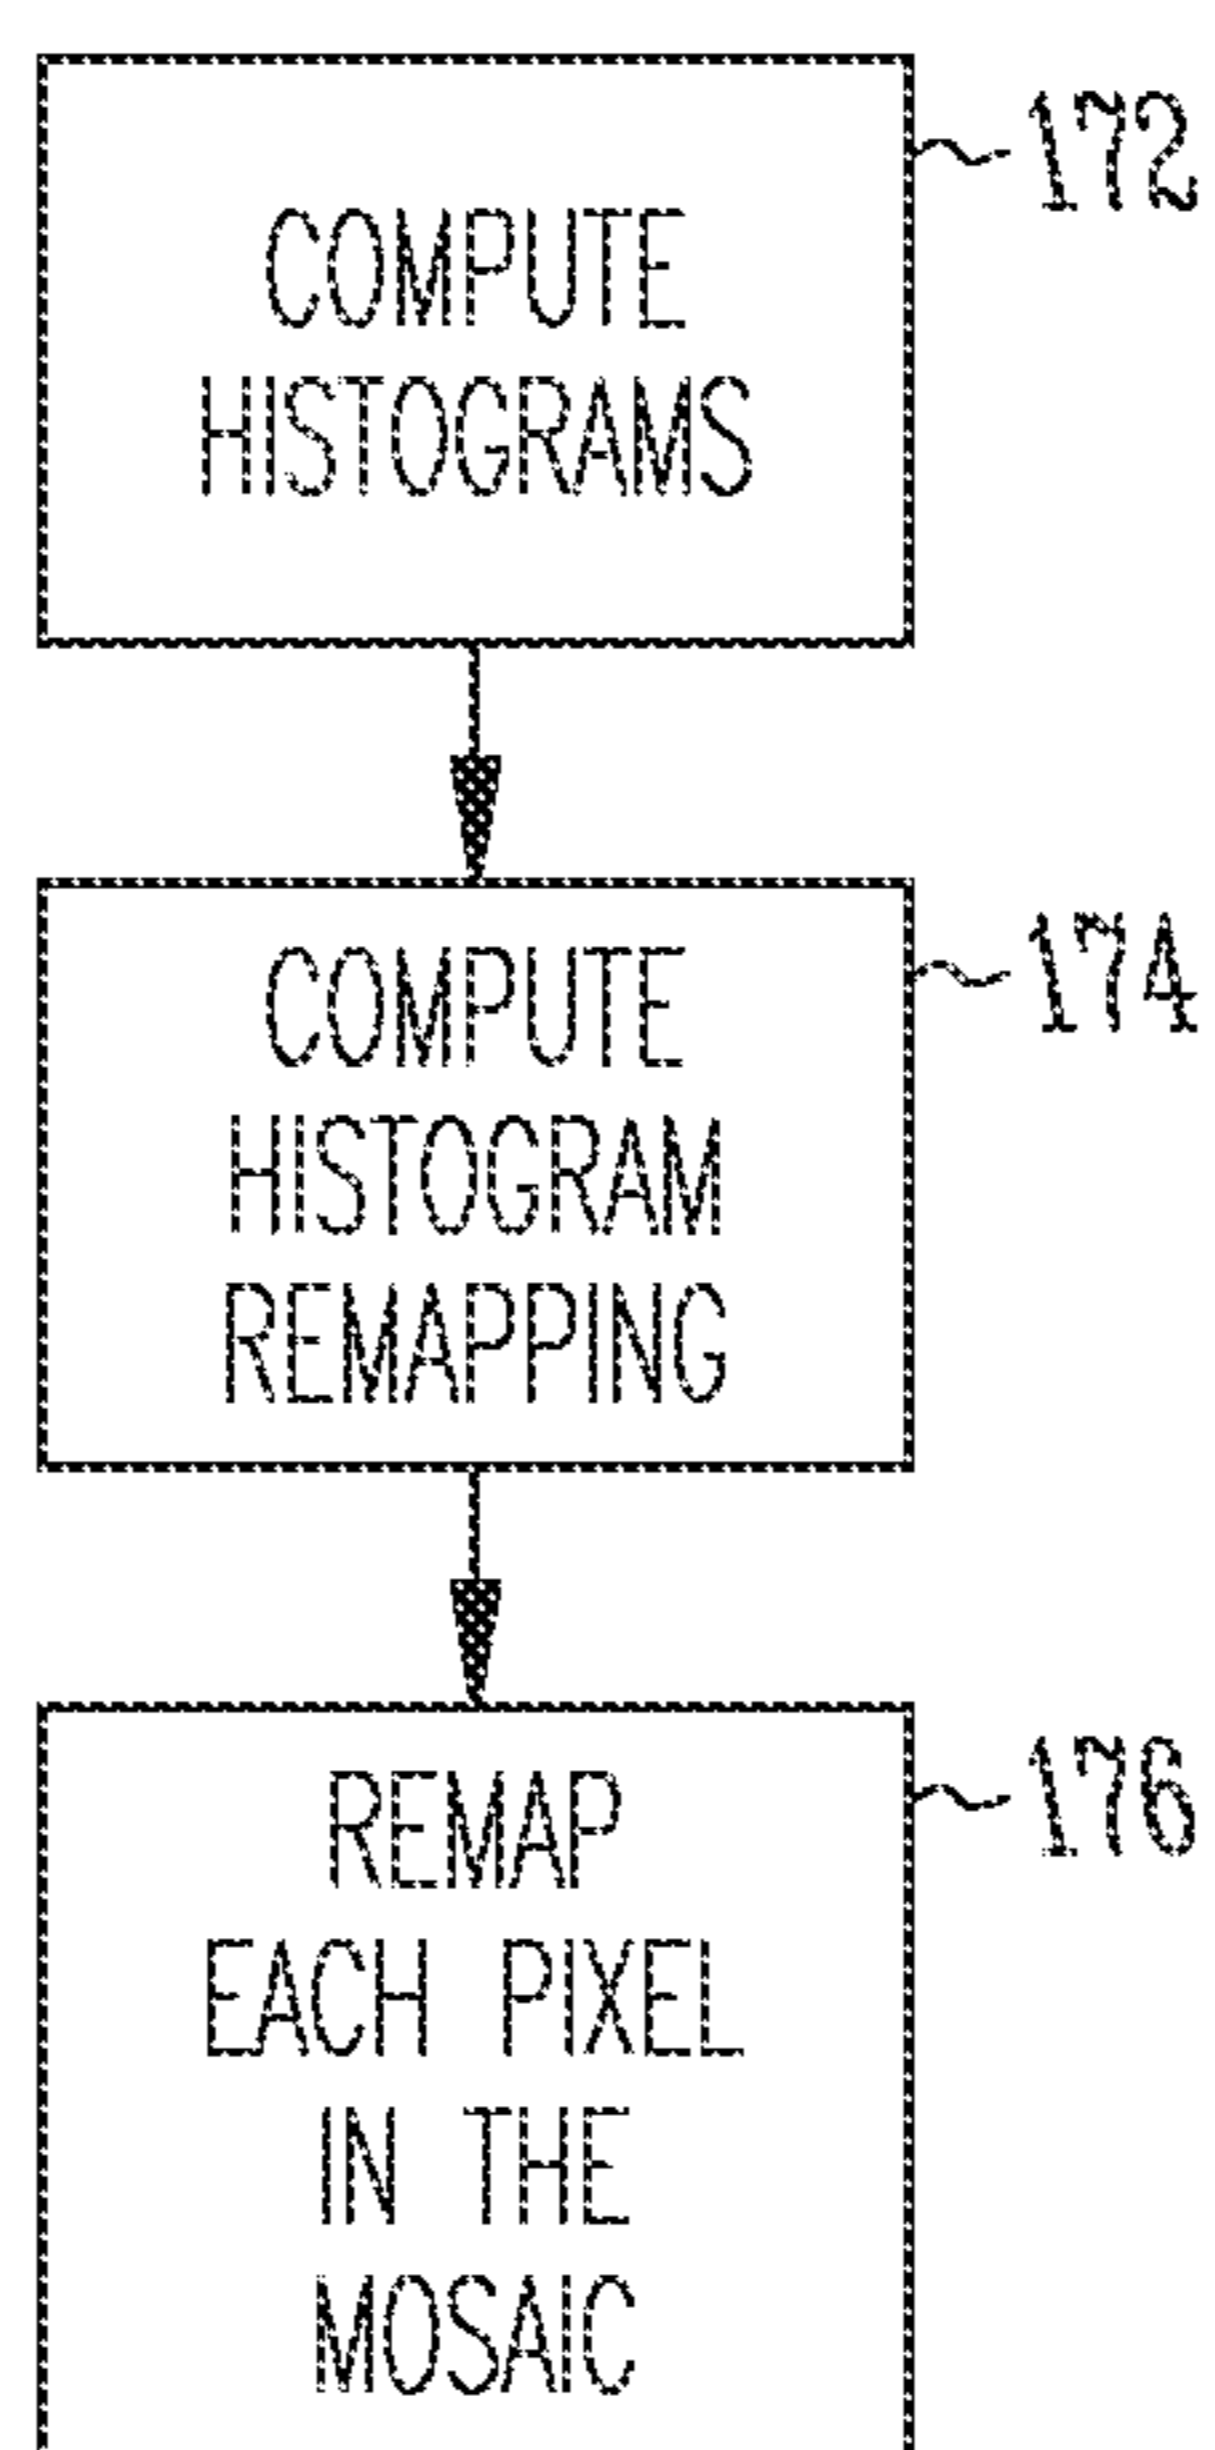 172
COMPUTE
HISTOGRAMS
174
COMPUTE
HISTOGRAM
REMAPPING
176
REMAP
EACH PIXEL
IN THE
MOSAIC